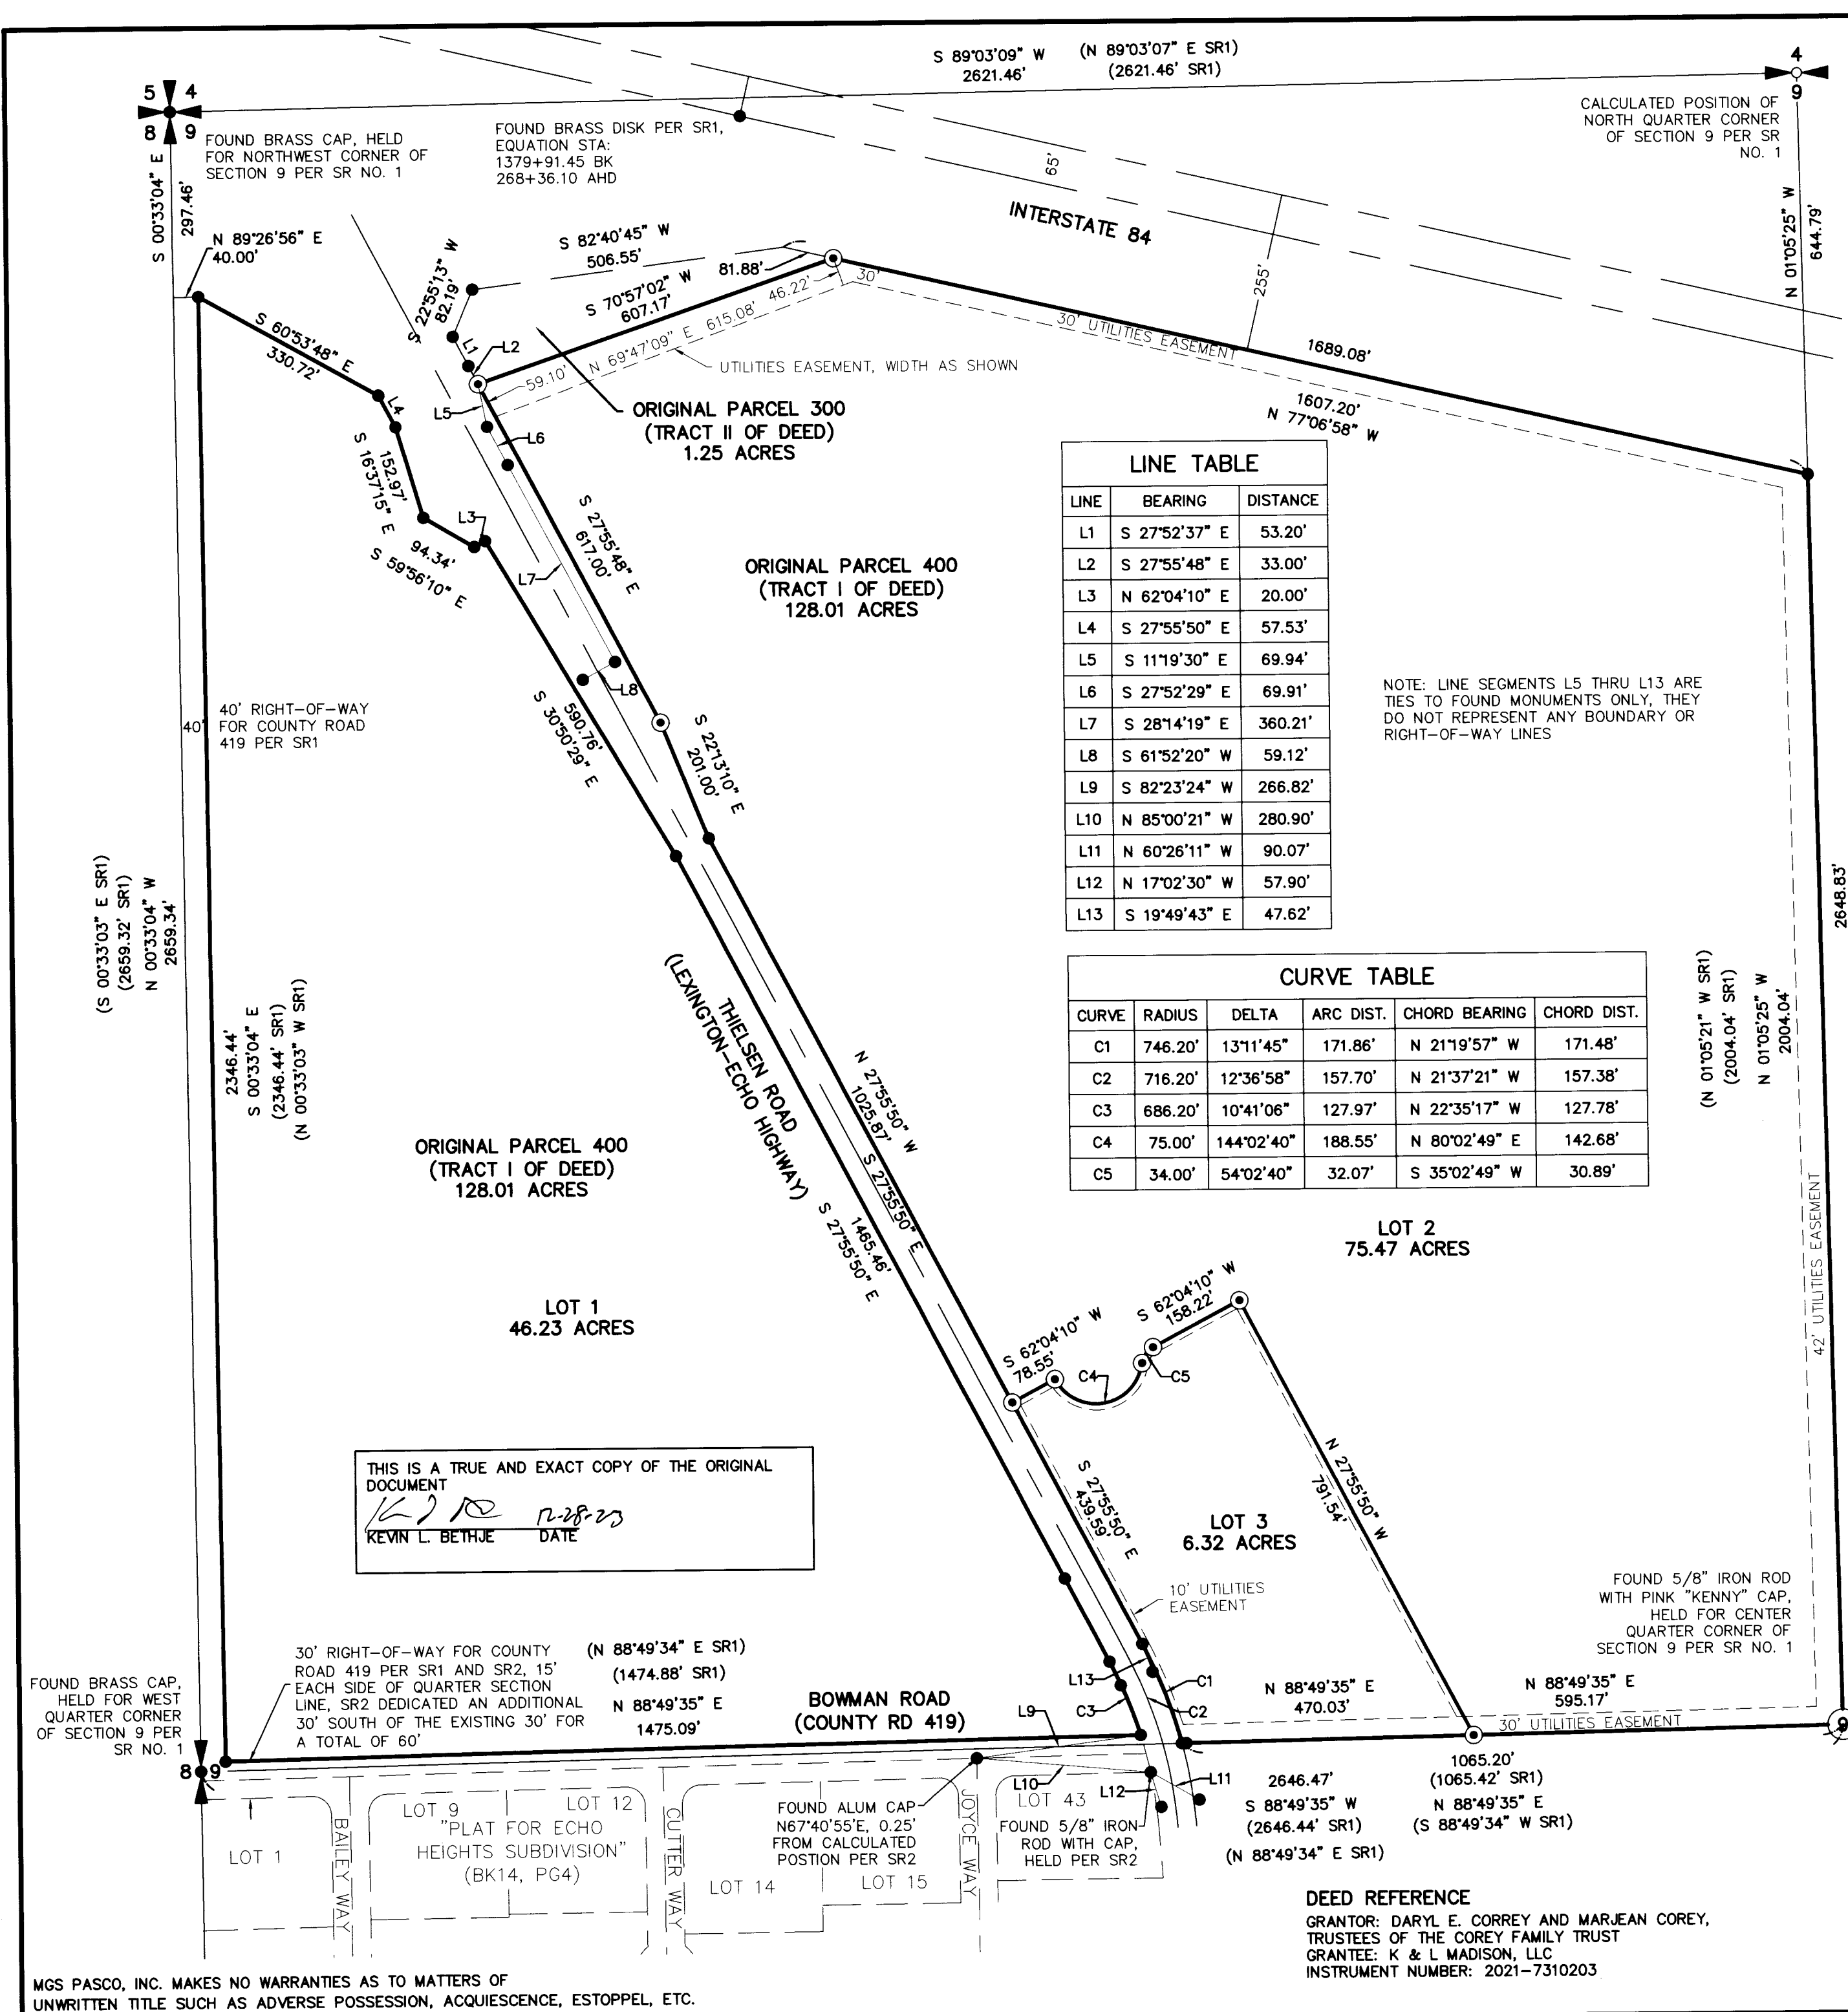 S 89°03'09" W (N 89°03'07" E SR1)
2621.46' (2621.46' SR1)
5 4
8 9
4
9
FOUND BRASS CAP, HELD
FOR NORTHWEST CORNER OF
SECTION 9 PER SR NO. 1
FOUND BRASS DISK PER SR1,
EQUATION STA:
1379+91.45 BK
268+36.10 AHD
CALCULATED POSITION OF
NORTH QUARTER CORNER
OF SECTION 9 PER SR
NO. 1
S 00°33'04" E
297.46'
N 89°26'56" E
40.00'
65'
INTERSTATE 84
255'
N 01°05'25" W
644.79'
S 22°55'13" W
82.19'
S 82°40'45" W
506.55'
81.88'
S 70°57'02" W
607.17'
46.22'
30'
59.10'
N 69°47'09" E 615.08'
30' UTILITIES EASEMENT
1689.08'
1607.20'
N 77°06'58" W
S 60°53'48" E
330.72'
L1
L2
L4
L5
L6
UTILITIES EASEMENT, WIDTH AS SHOWN
ORIGINAL PARCEL 300
(TRACT II OF DEED)
1.25 ACRES
152.97'
S 16°37'15" E
L3
94.34'
S 59°56'10" E
L7
S 27°55'48" E
617.00'
ORIGINAL PARCEL 400
(TRACT I OF DEED)
128.01 ACRES
LINE TABLE
LINE BEARING DISTANCE
L1 S 27°52'37" E 53.20'
L2 S 27°55'48" E 33.00'
L3 N 62°04'10" E 20.00'
L4 S 27°55'50" E 57.53'
L5 S 11°19'30" E 69.94'
L6 S 27°52'29" E 69.91'
L7 S 28°14'19" E 360.21'
L8 S 61°52'20" W 59.12'
L9 S 82°23'24" W 266.82'
L10 N 85°00'21" W 280.90'
L11 N 60°26'11" W 90.07'
L12 N 17°02'30" W 57.90'
L13 S 19°49'43" E 47.62'
NOTE: LINE SEGMENTS L5 THRU L13 ARE
TIES TO FOUND MONUMENTS ONLY, THEY
DO NOT REPRESENT ANY BOUNDARY OR
RIGHT-OF-WAY LINES
40'
40' RIGHT-OF-WAY
FOR COUNTY ROAD
419 PER SR1
L8
590.76'
S 30°50'29" E
S 22°13'10" E
201.00'
(S 00°33'03" E SR1)
(2659.32' SR1)
N 00°33'04" W
2659.34'
2346.44'
S 00°33'04" E
(2346.44' SR1)
(N 00°33'03" W SR1)
THIELSEN ROAD
(LEXINGTON-ECHO HIGHWAY)
N 27°55'50" W
1025.87'
S 27°55'50" E
1465.46'
S 27°55'50" E
CURVE TABLE
CURVE RADIUS DELTA ARC DIST. CHORD BEARING CHORD DIST.
C1 746.20' 13°11'45" 171.86' N 21°19'57" W 171.48'
C2 716.20' 12°36'58" 157.70' N 21°37'21" W 157.38'
C3 686.20' 10°41'06" 127.97' N 22°35'17" W 127.78'
C4 75.00' 144°02'40" 188.55' N 80°02'49" E 142.68'
C5 34.00' 54°02'40" 32.07' S 35°02'49" W 30.89'
2648.83'
(N 01°05'21" W SR1)
(2004.04' SR1)
N 01°05'25" W
2004.04'
42' UTILITIES EASEMENT
ORIGINAL PARCEL 400
(TRACT I OF DEED)
128.01 ACRES
LOT 2
75.47 ACRES
LOT 1
46.23 ACRES
S 62°04'10" W
78.55'
S 62°04'10" W
158.22'
C4
C5
THIS IS A TRUE AND EXACT COPY OF THE ORIGINAL
DOCUMENT
12-28-23
KEVIN L. BETHJE DATE
S 27°55'50" E
439.59'
N 27°55'50" W
791.54'
LOT 3
6.32 ACRES
10' UTILITIES
EASEMENT
FOUND 5/8" IRON ROD
WITH PINK "KENNY" CAP,
HELD FOR CENTER
QUARTER CORNER OF
SECTION 9 PER SR NO. 1
FOUND BRASS CAP,
HELD FOR WEST
QUARTER CORNER
OF SECTION 9 PER
SR NO. 1
30' RIGHT-OF-WAY FOR COUNTY
ROAD 419 PER SR1 AND SR2, 15'
EACH SIDE OF QUARTER SECTION
LINE, SR2 DEDICATED AN ADDITIONAL
30' SOUTH OF THE EXISTING 30' FOR
A TOTAL OF 60'
(N 88°49'34" E SR1)
(1474.88' SR1)
N 88°49'35" E
1475.09'
BOWMAN ROAD
(COUNTY RD 419)
L13
C3
L9
C1
C2
N 88°49'35" E
470.03'
N 88°49'35" E
595.17'
30' UTILITIES EASEMENT
9
8 9
L10
L12
L11
1065.20'
(1065.42' SR1)
N 88°49'35" E
(S 88°49'34" W SR1)
2646.47'
S 88°49'35" W
(2646.44' SR1)
(N 88°49'34" E SR1)
LOT 1
BAILEY WAY
LOT 9
LOT 12
"PLAT FOR ECHO
HEIGHTS SUBDIVISION"
(BK14, PG4)
CUTTER WAY
LOT 14
LOT 15
FOUND ALUM CAP
N67°40'55'E, 0.25'
FROM CALCULATED
POSTION PER SR2
JOYCE WAY
LOT 43
FOUND 5/8" IRON
ROD WITH CAP,
HELD PER SR2
DEED REFERENCE
GRANTOR: DARYL E. CORREY AND MARJEAN COREY,
TRUSTEES OF THE COREY FAMILY TRUST
GRANTEE: K & L MADISON, LLC
INSTRUMENT NUMBER: 2021-7310203
MGS PASCO, INC. MAKES NO WARRANTIES AS TO MATTERS OF
UNWRITTEN TITLE SUCH AS ADVERSE POSSESSION, ACQUIESCENCE, ESTOPPEL, ETC.